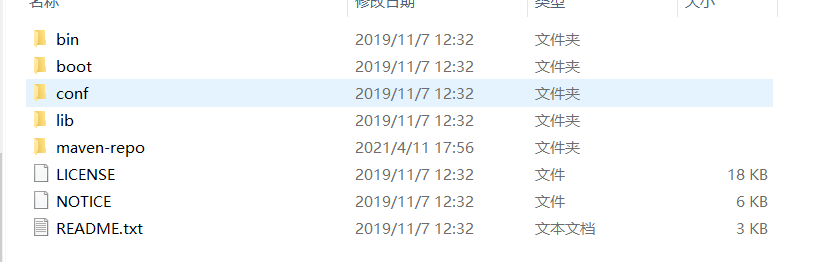 名称 修改日期 类型 大小
bin 2019/11/7 12:32 文件夹
boot 2019/11/7 12:32 文件夹
conf 2019/11/7 12:32 文件夹
lib 2019/11/7 12:32 文件夹
maven-repo 2021/4/11 17:56 文件夹
LICENSE 2019/11/7 12:32 文件 18 KB
NOTICE 2019/11/7 12:32 文件 6 KB
README.txt 2019/11/7 12:32 文本文档 3 KB